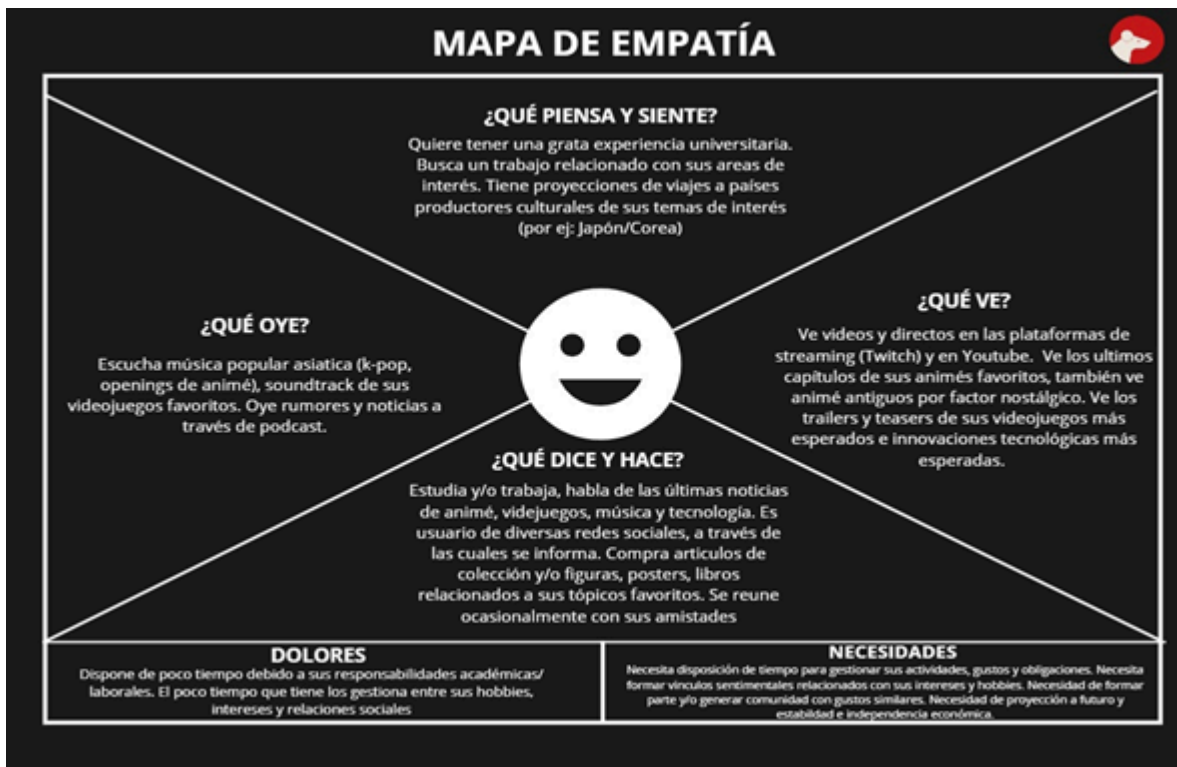 MAPA DE EMPATÍA
¿QUÉ PIENSA Y SIENTE?
Quiere tener una grata experiencia universitaria.
Busca un trabajo relacionado con sus areas de
interés. Tiene proyecciones de viajes a países
productores culturales de sus temas de interés
(por ej: Japón/Corea)
¿QUÉ OYE?
Escucha música popular asiatica (k-pop,
openings de animé), soundtrack de sus
videojuegos favoritos. Oye rumores y noticias a
través de podcast.
¿QUÉ VE?
Ve videos y directos en las plataformas de
streaming (Twitch) y en Youtube. Ve los ultimos
capítulos de sus animés favoritos, también ve
animé antiguos por factor nostálgico. Ve los
trailers y teasers de sus videojuegos más
esperados e innovaciones tecnológicas más
esperadas.
¿QUÉ DICE Y HACE?
Estudia y/o trabaja, habla de las últimas noticias
de animé, videjuegos, música y tecnología. Es
usuario de diversas redes sociales, a través de
las cuales se informa. Compra articulos de
colección y/o figuras, posters, libros
relacionados a sus tópicos favoritos. Se reune
ocasionalmente con sus amistades
DOLORES
Dispone de poco tiempo debido a sus responsabilidades académicas/
laborales. El poco tiempo que tiene los gestiona entre sus hobbies,
intereses y relaciones sociales
NECESIDADES
Necesita disposición de tiempo para gestionar sus actividades, gustos y obligaciones. Necesita
formar vinculos sentimentales relacionados con sus intereses y hobbies. Necesidad de formar
parte y/o generar comunidad con gustos similares. Necesidad de proyección a futuro y
estabildad e independencia económica.